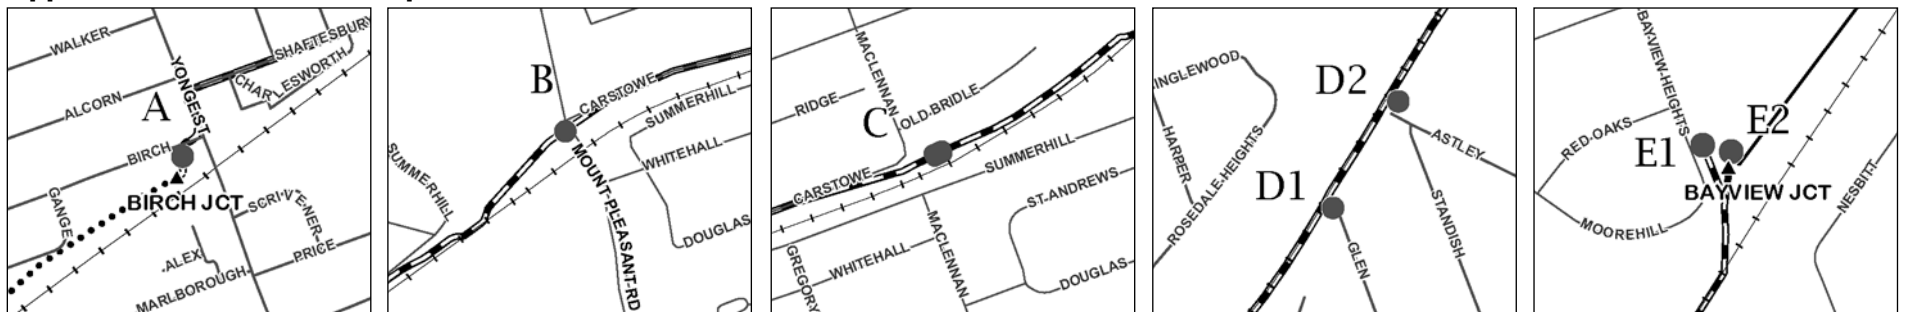 WALKER
SHAFTESBURY
CHARLESWORTH
YONGE ST
ALCORN
A
BIRCH
BIRCH JCT
GANGE
SCRIVENER
ALEX
PRICE
MARLBOROUGH
B
CARSTOWE
SUMMERHILL
WHITEHALL
SUMMERHILL
MOUNT-PLEASANT-RD
DOUGLAS
MACLENNAN
RIDGE
OLD-BRIDLE
C
SUMMERHILL
CARSTOWE
ST-ANDREWS
MACLENNAN
WHITEHALL
GREGORY
DOUGLAS
INGLEWOOD
D2
ASTLEY
HARPER
ROSEDALE-HEIGHTS
D1
STANDISH
GLEN
BAYVIEW-HEIGHTS
RED-OAKS
E1
E2
BAYVIEW JCT
NESBIT
MOOREHILL